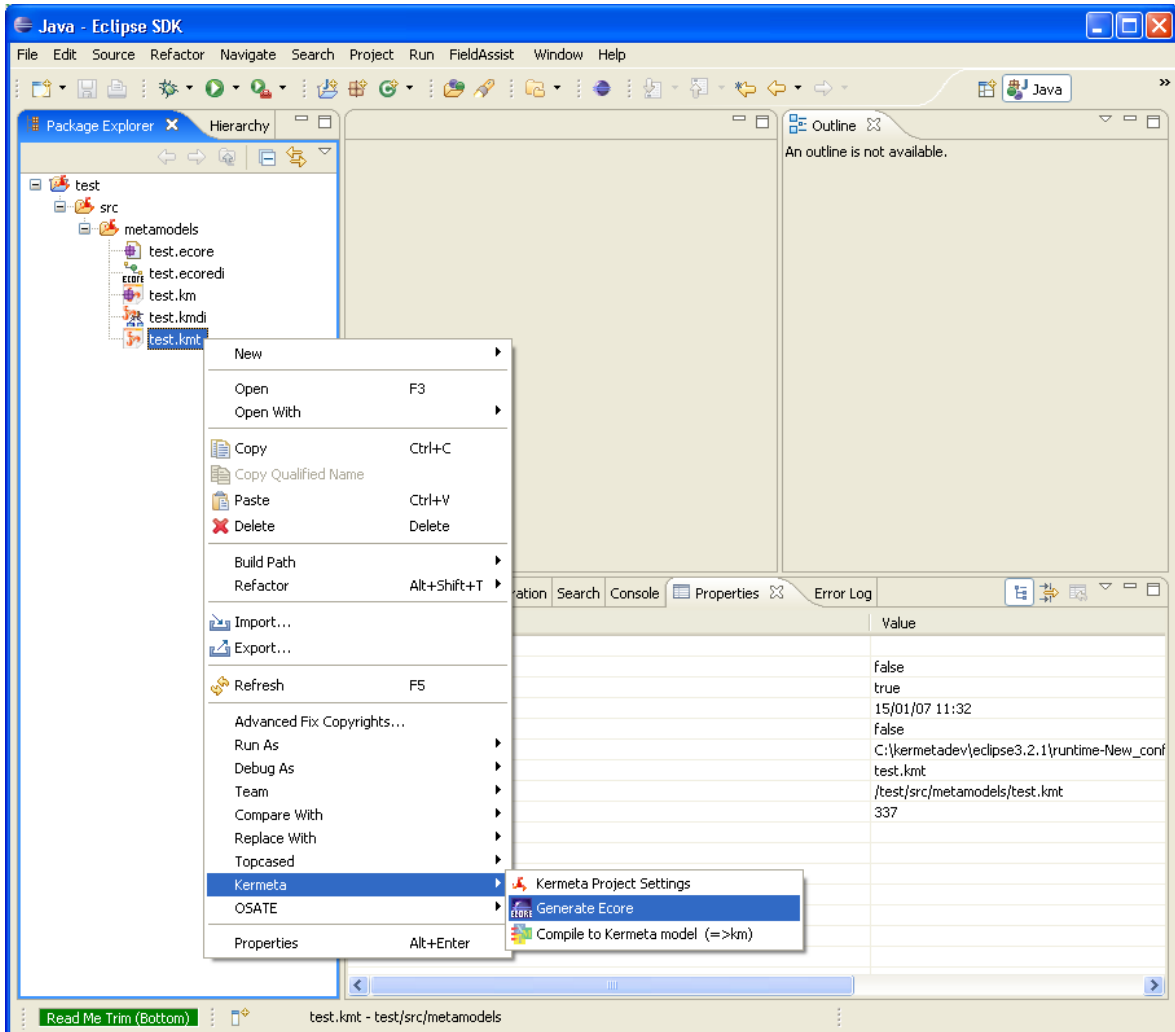 Java - Eclipse SDK
File Edit Source Refactor Navigate Search Project Run FieldAssist Window Help
Java
»
Package Explorer
Hierarchy
Outline
An outline is not available.
test
src
metamodels
test.ecore
ECORE test.ecoredi
test.km
test.kmdi
test.kmt
New
Open F3
Open With
Copy Ctrl+C
Copy Qualified Name
Paste Ctrl+V
Delete Delete
Build Path
Refactor Alt+Shift+T
Import...
Export...
Refresh F5
Advanced Fix Copyrights...
Run As
Debug As
Team
Compare With
Replace With
Topcased
Kermeta
OSATE
Properties Alt+Enter
Kermeta Project Settings
ECORE Generate Ecore
Compile to Kermeta model (=>km)
ration Search Console Properties Error Log
Value
false
true
15/01/07 11:32
false
C:\kermetadev\eclipse3.2.1\runtime-New_conf
test.kmt
/test/src/metamodels/test.kmt
337
Read Me Trim (Bottom)
test.kmt - test/src/metamodels